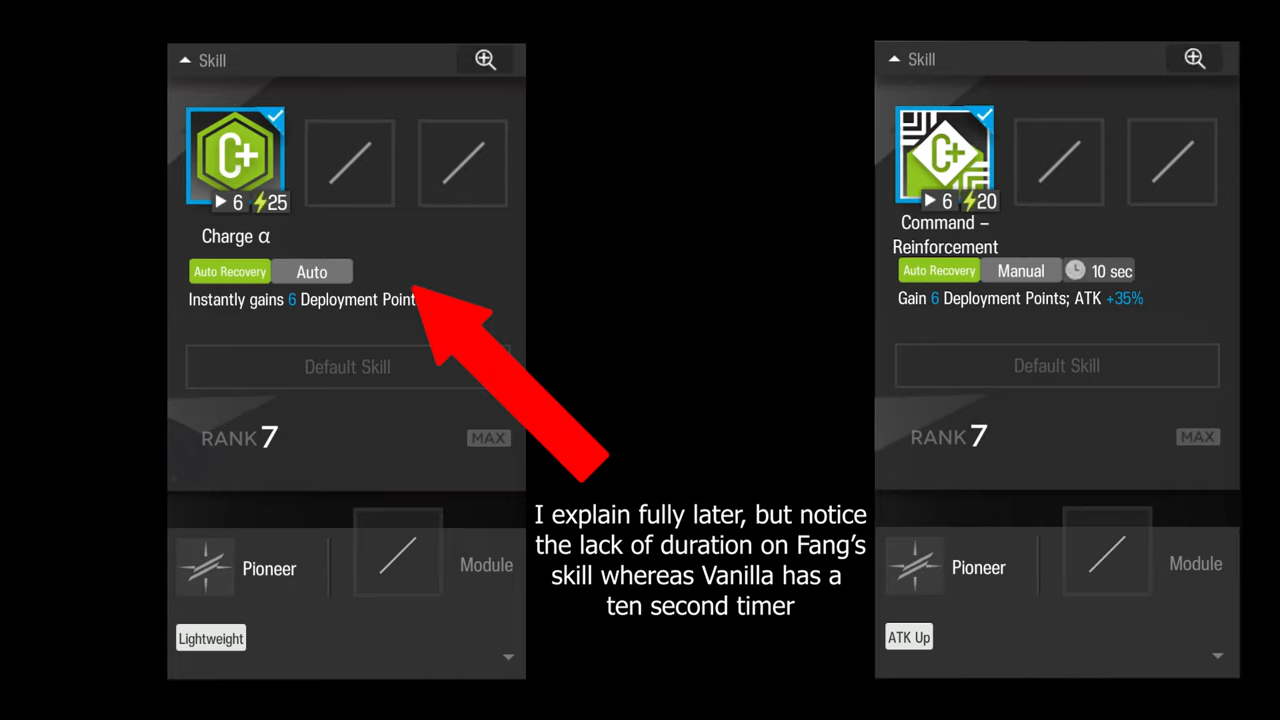 Skill
C+
6 25
Charge α
Auto Recovery Auto
Instantly gains 6 Deployment Point
Default Skill
RANK 7 MAX
Pioneer Module
Lightweight
I explain fully later, but notice
the lack of duration on Fang's
skill whereas Vanilla has a
ten second timer
Skill
C+
6 20
Command –
Reinforcement
Auto Recovery Manual 10 sec
Gain 6 Deployment Points; ATK +35%
Default Skill
RANK 7 MAX
Pioneer Module
ATK Up